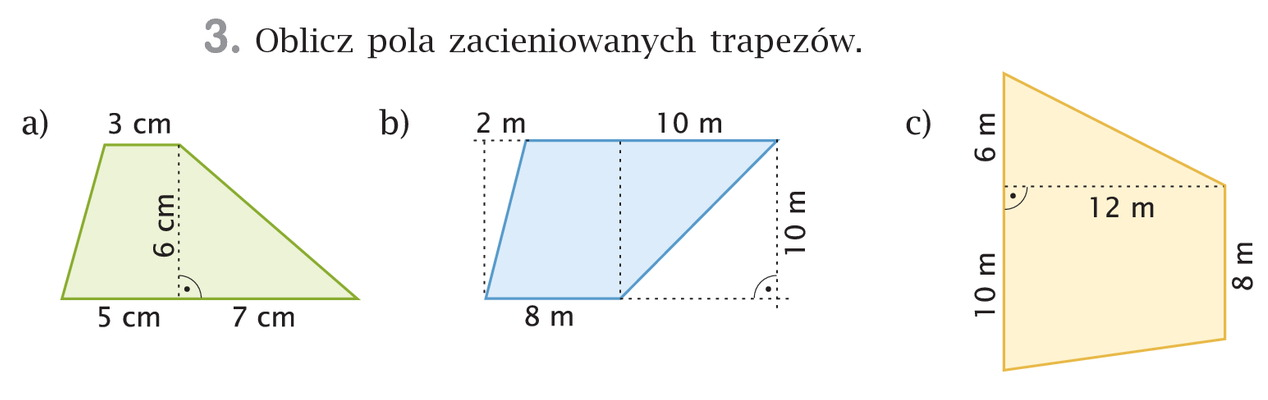 3. Oblicz pola zacieniowanych trapezów.
a)
3 cm
6 cm
5 cm
7 cm
b)
2 m
10 m
10 m
8 m
c)
6 m
12 m
10 m
8 m